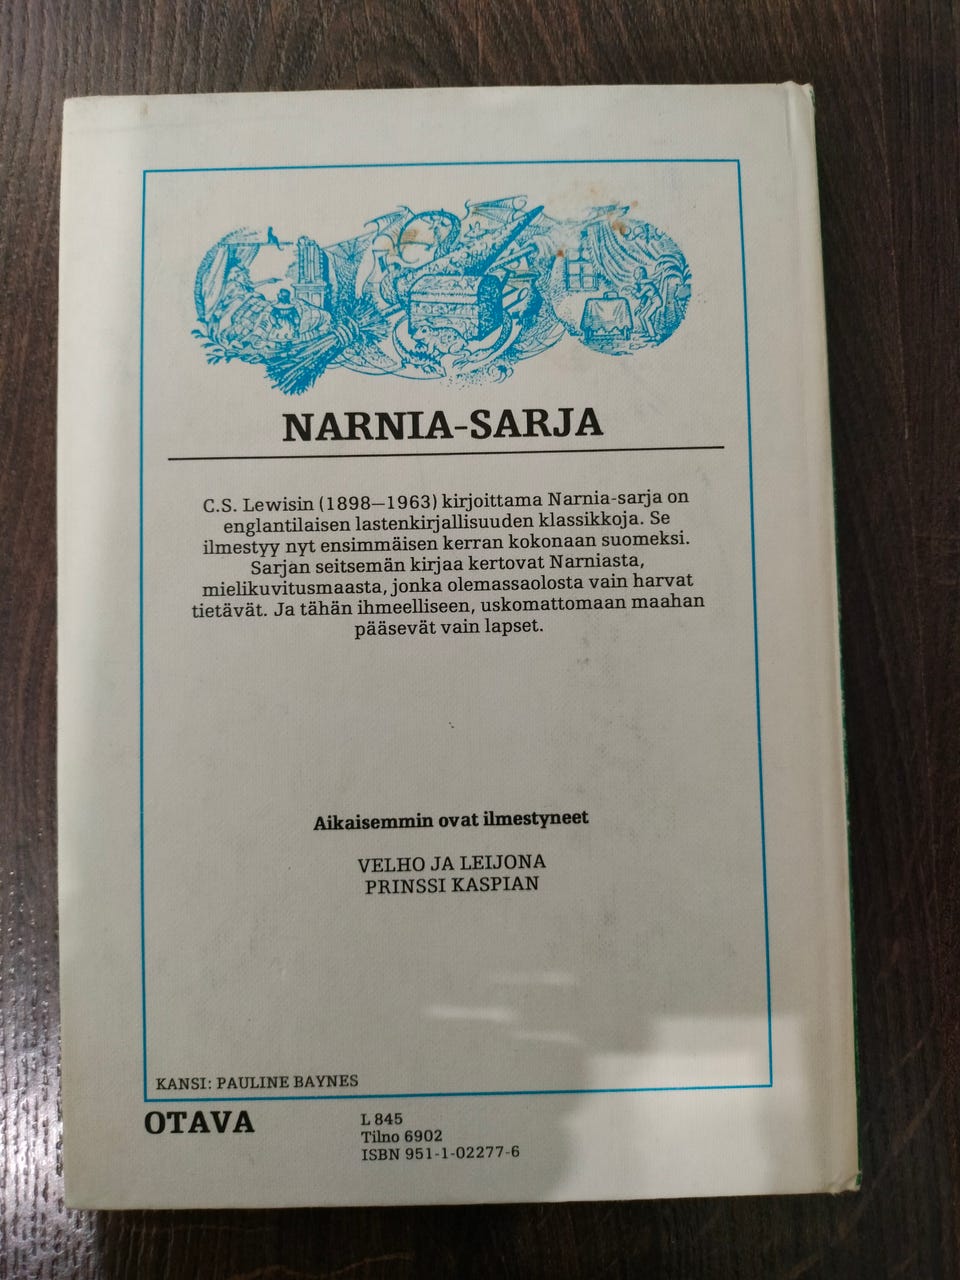 NARNIA-SARJA
C.S. Lewisin (1898—1963) kirjoittama Narnia-sarja on
englantilaisen lastenkirjallisuuden klassikkoja. Se
ilmestyy nyt ensimmäisen kerran kokonaan suomeksi.
Sarjan seitsemän kirjaa kertovat Narniasta,
mielikuvitusmaasta, jonka olemassaolosta vain harvat
tietävät. Ja tähän ihmeelliseen, uskomattomaan maahan
pääsevät vain lapset.
Aikaisemmin ovat ilmestyneet
VELHO JA LEIJONA
PRINSSI KASPIAN
KANSI: PAULINE BAYNES
OTAVA
L 845
Tilno 6902
ISBN 951-1-02277-6